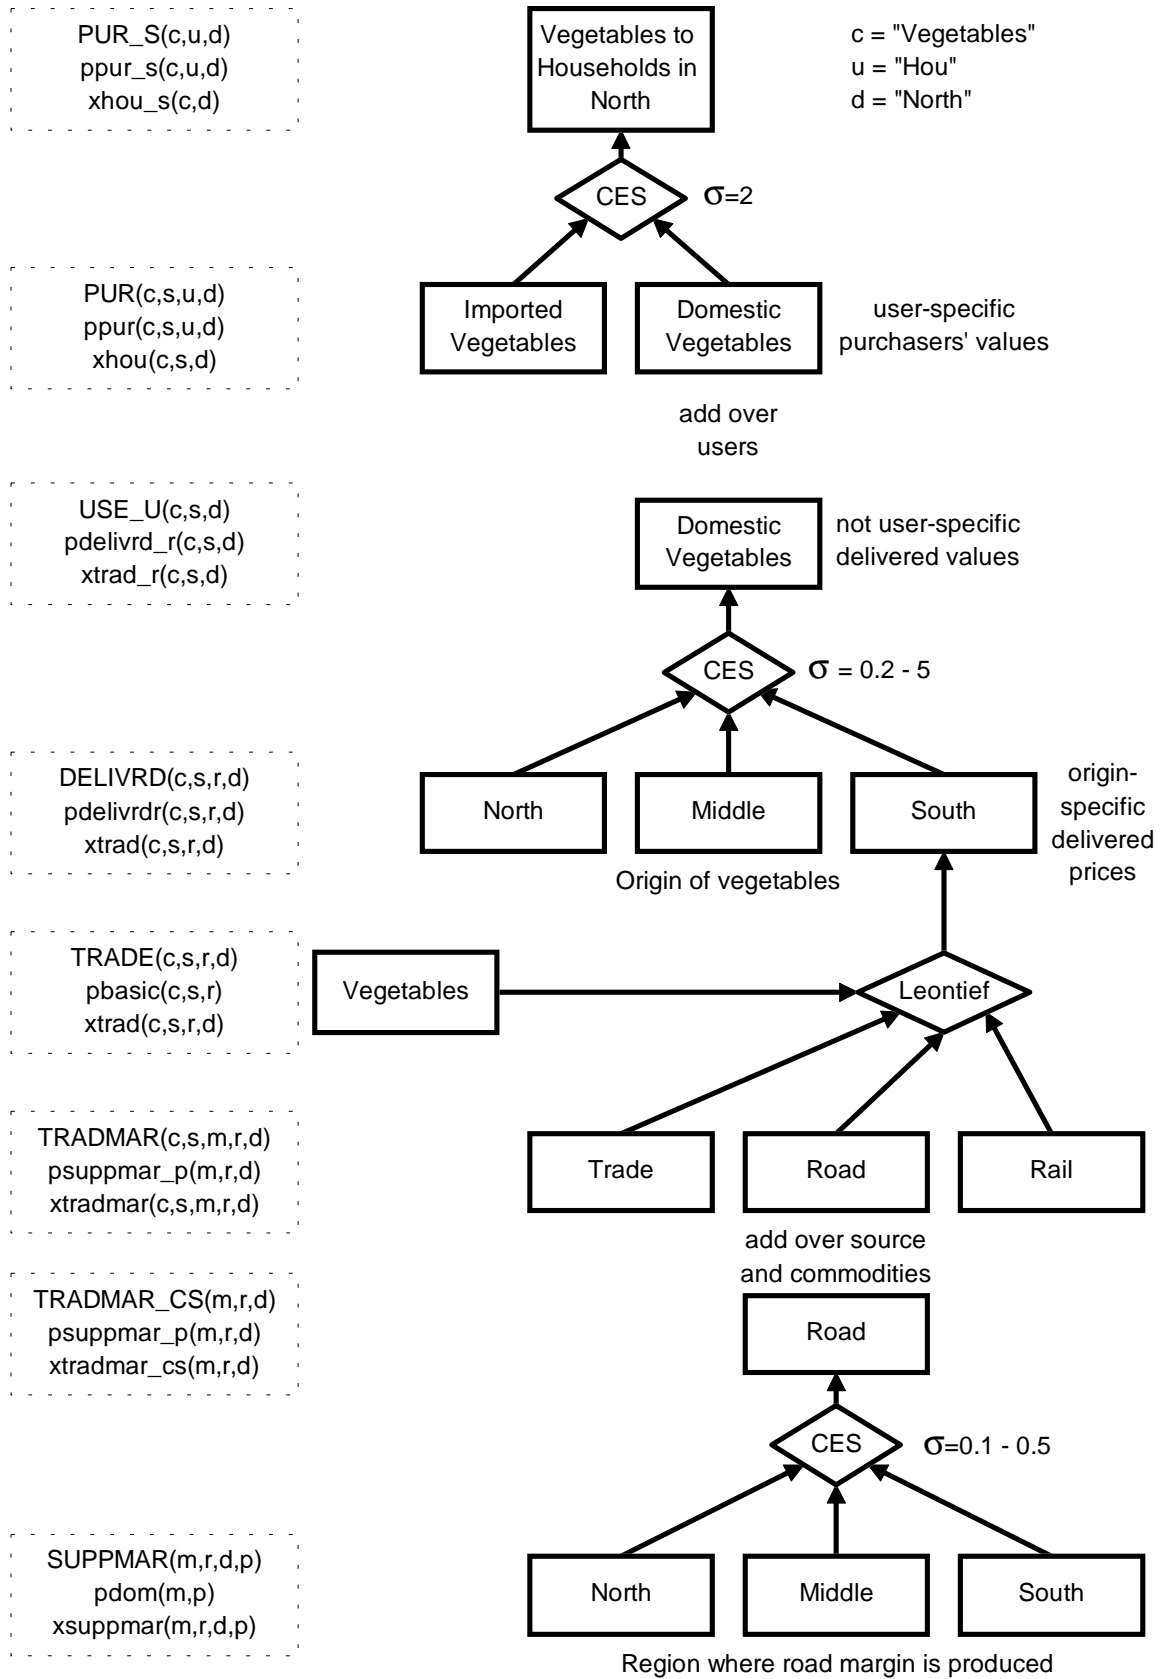 PUR_S(c,u,d)
ppur_s(c,u,d)
xhou_s(c,d)
Vegetables to
Households in
North
c = "Vegetables"
u = "Hou"
d = "North"
CES
σ=2
PUR(c,s,u,d)
ppur(c,s,u,d)
xhou(c,s,d)
Imported
Vegetables
Domestic
Vegetables
user-specific
purchasers' values
add over
users
USE_U(c,s,d)
pdelivrd_r(c,s,d)
xtrad_r(c,s,d)
Domestic
Vegetables
not user-specific
delivered values
CES
σ = 0.2 - 5
DELIVRD(c,s,r,d)
pdelivrdr(c,s,r,d)
xtrad(c,s,r,d)
North
Middle
South
origin-
specific
delivered
prices
Origin of vegetables
TRADE(c,s,r,d)
pbasic(c,s,r)
xtrad(c,s,r,d)
Vegetables
Leontief
TRADMAR(c,s,m,r,d)
psuppmar_p(m,r,d)
xtradmar(c,s,m,r,d)
Trade
Road
Rail
add over source
and commodities
TRADMAR_CS(m,r,d)
psuppmar_p(m,r,d)
xtradmar_cs(m,r,d)
Road
CES
σ=0.1 - 0.5
SUPPMAR(m,r,d,p)
pdom(m,p)
xsuppmar(m,r,d,p)
North
Middle
South
Region where road margin is produced